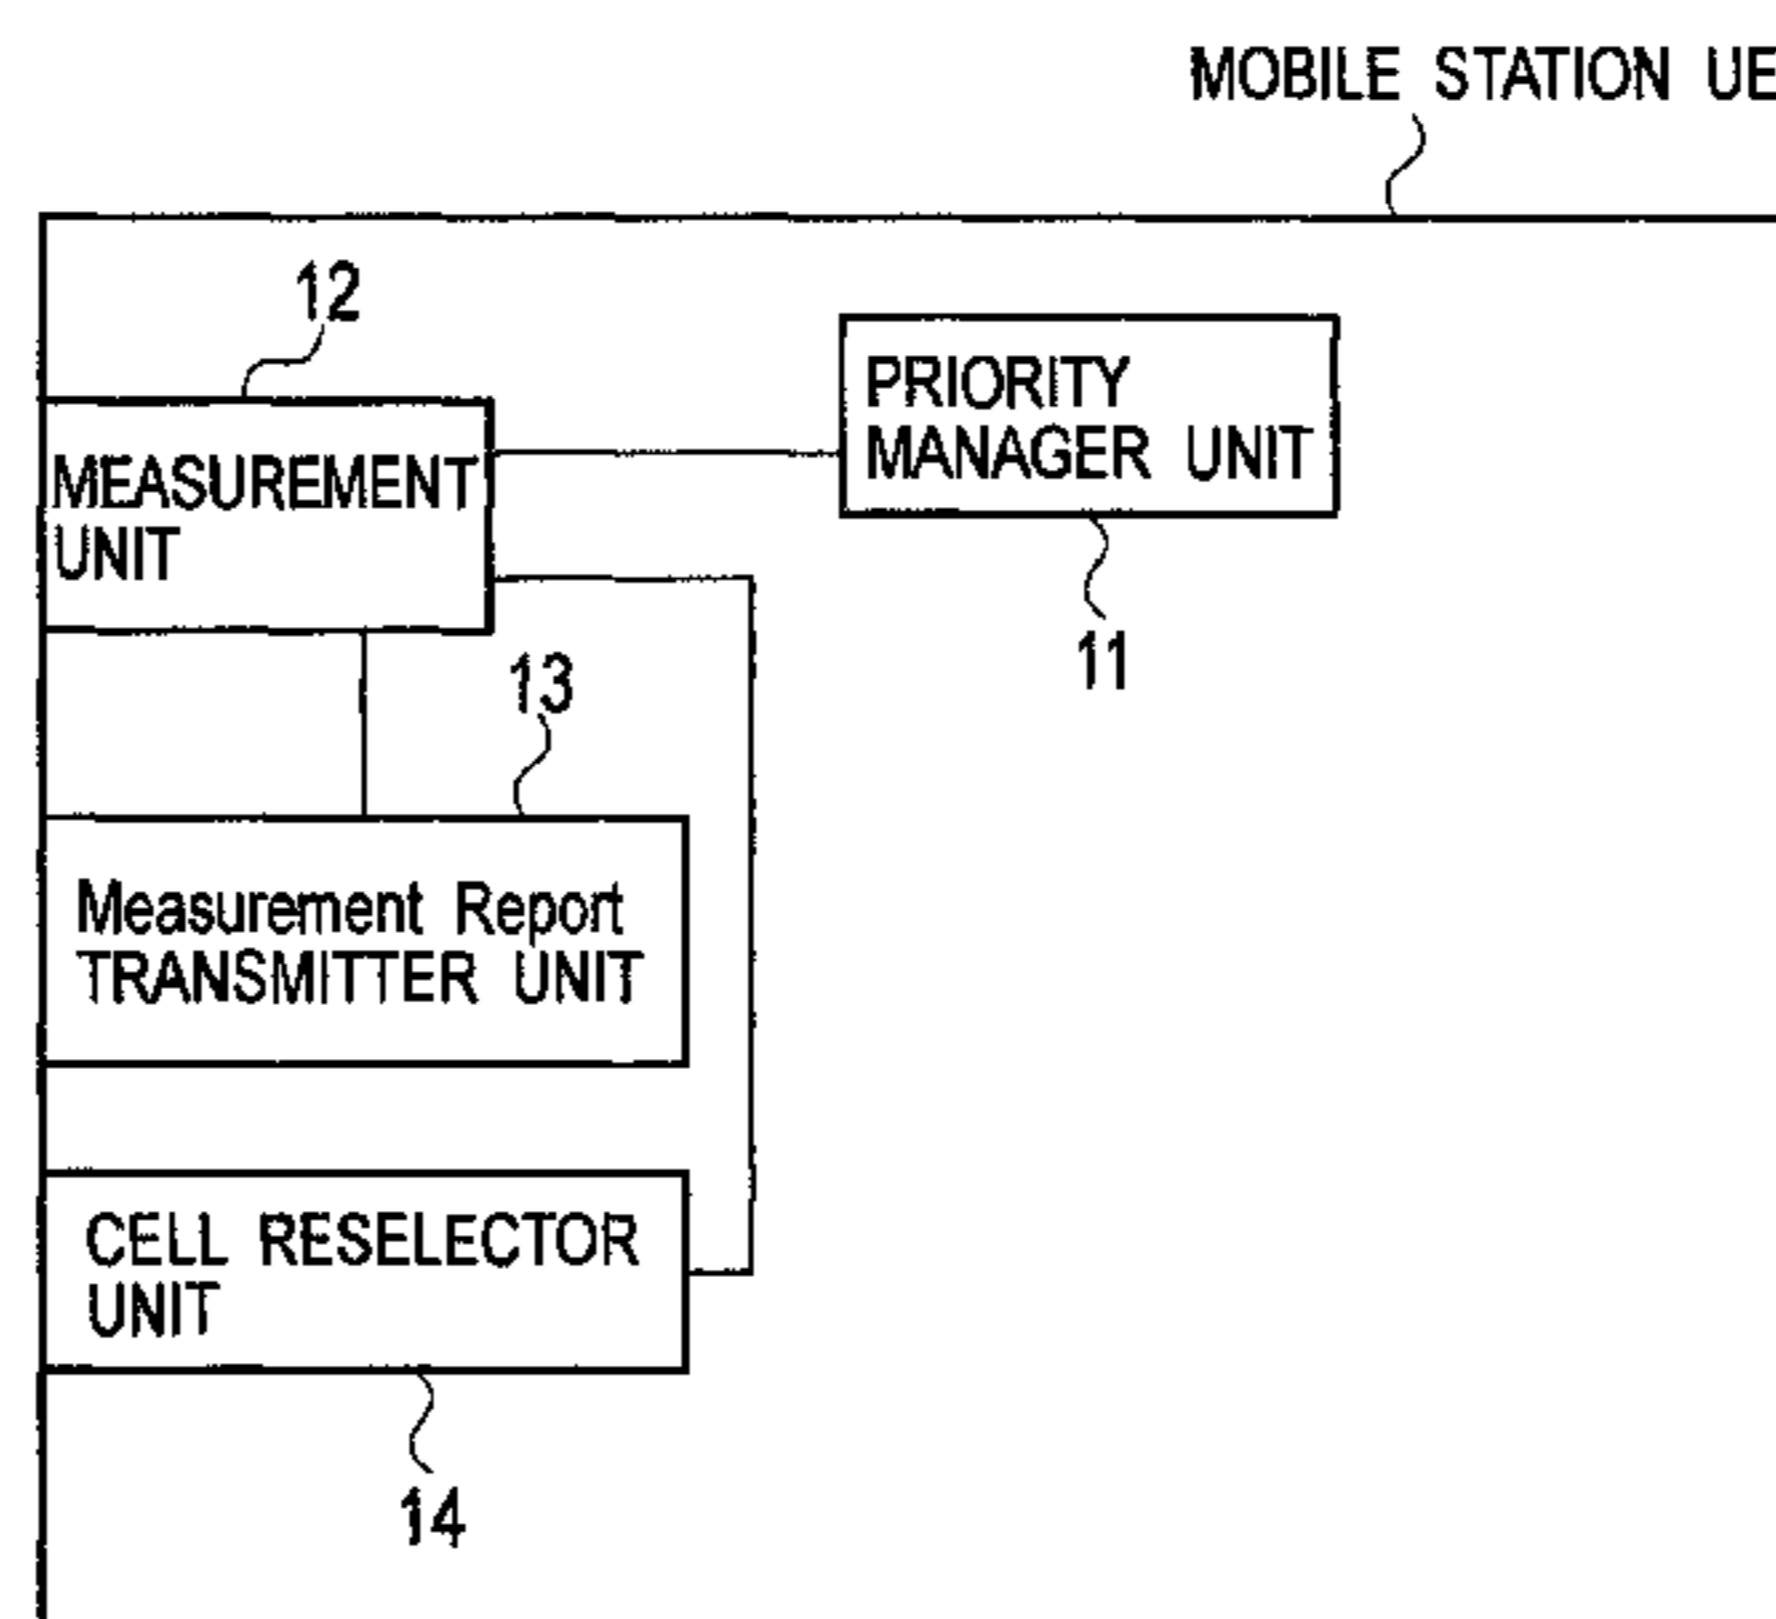 MOBILE STATION UE
12
PRIORITY
MANAGER UNIT
MEASUREMENT
UNIT
11
13
Measurement Report
TRANSMITTER UNIT
CELL RESELECTOR
UNIT
14